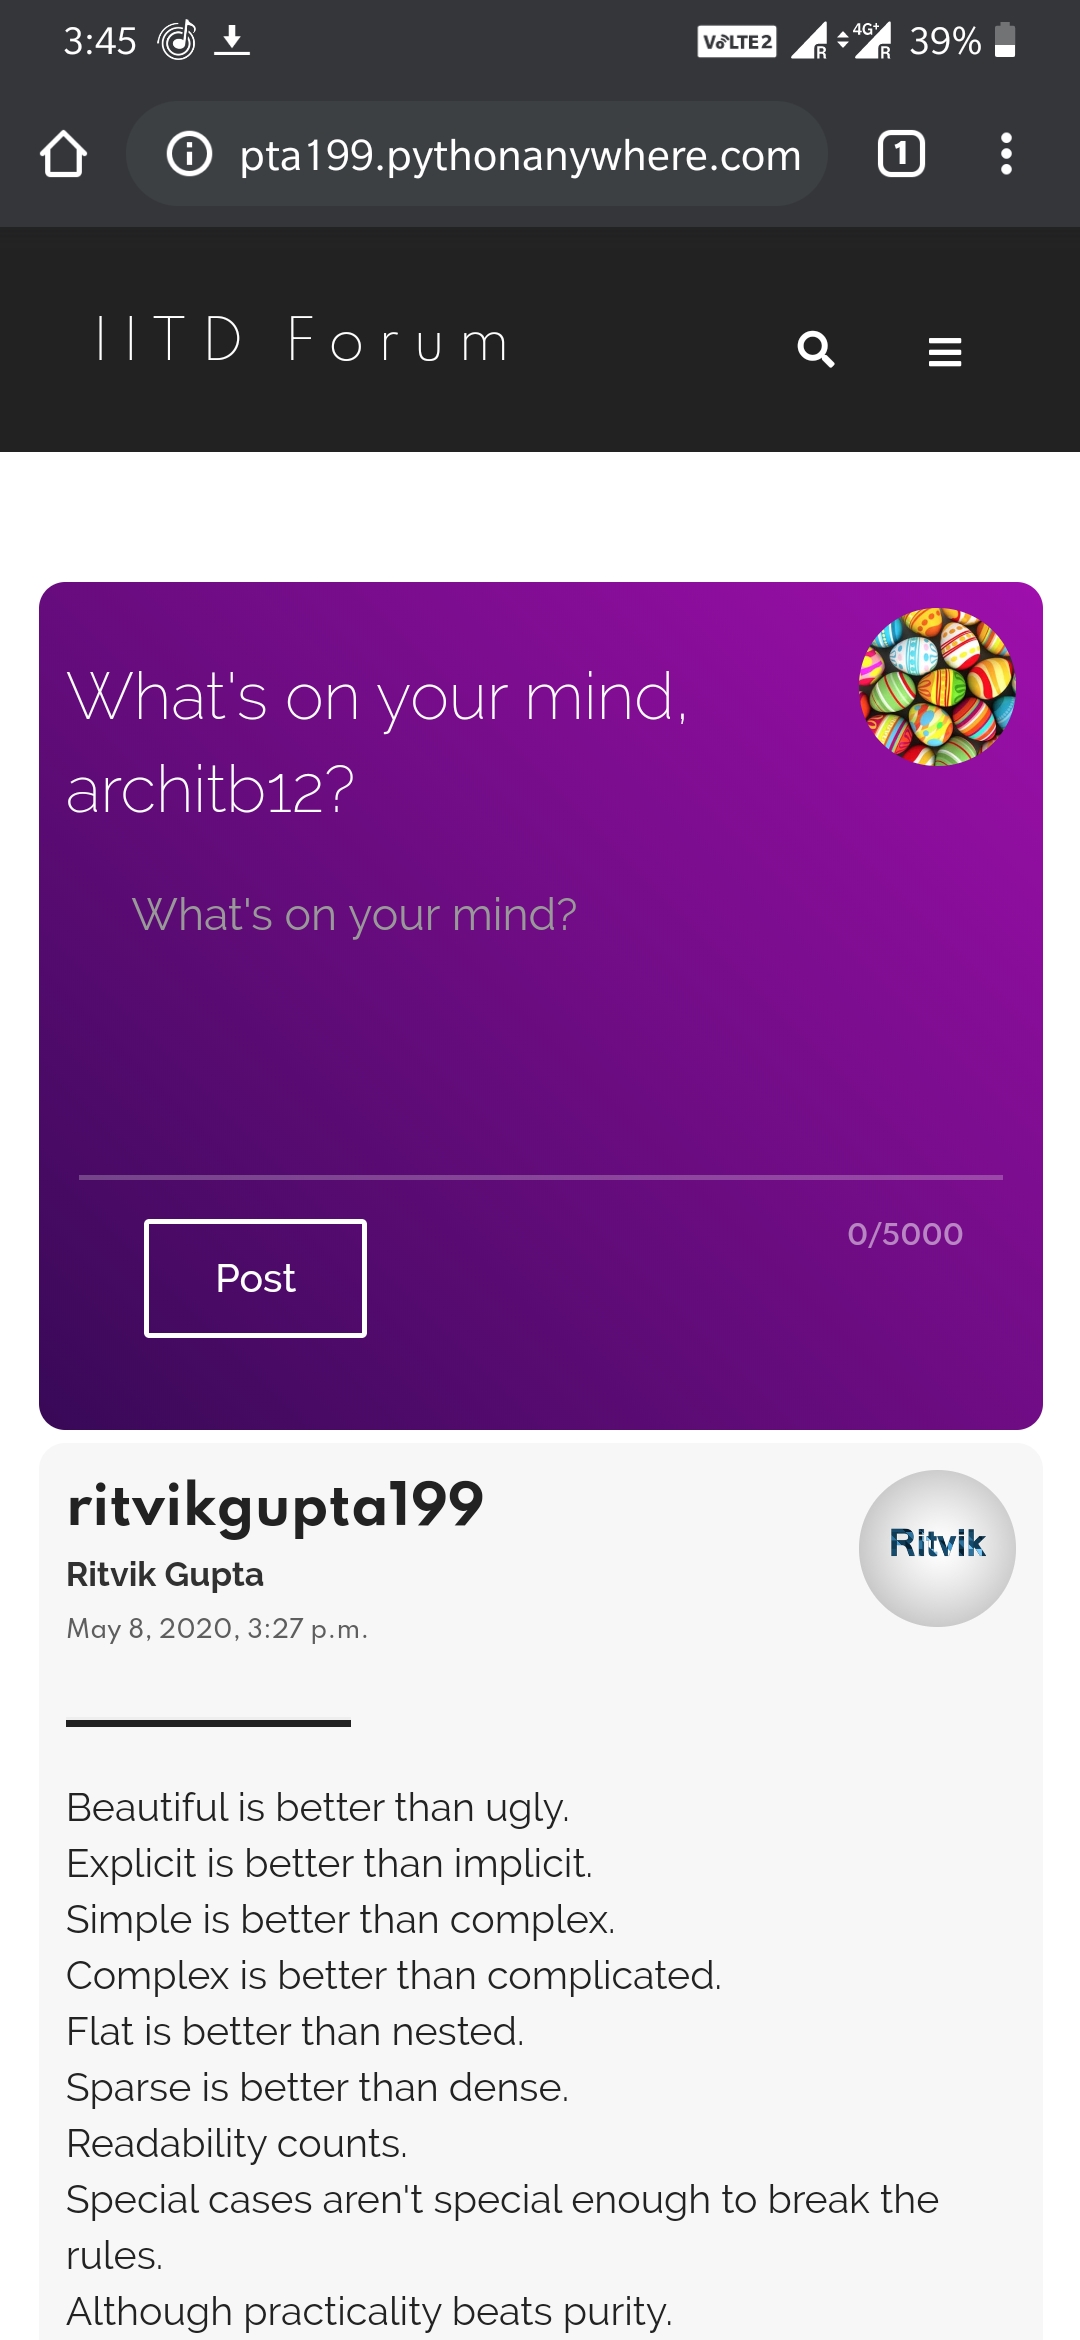 3:45
VoLTE2
R
4G+
R
39%
pta199.pythonanywhere.com
1
IITD Forum
What's on your mind,
architb12?
What's on your mind?
0/5000
Post
ritvikgupta199
Ritvik Gupta
Ritvik
May 8, 2020, 3:27 p.m.
Beautiful is better than ugly.
Explicit is better than implicit.
Simple is better than complex.
Complex is better than complicated.
Flat is better than nested.
Sparse is better than dense.
Readability counts.
Special cases aren't special enough to break the
rules.
Although practicality beats purity.